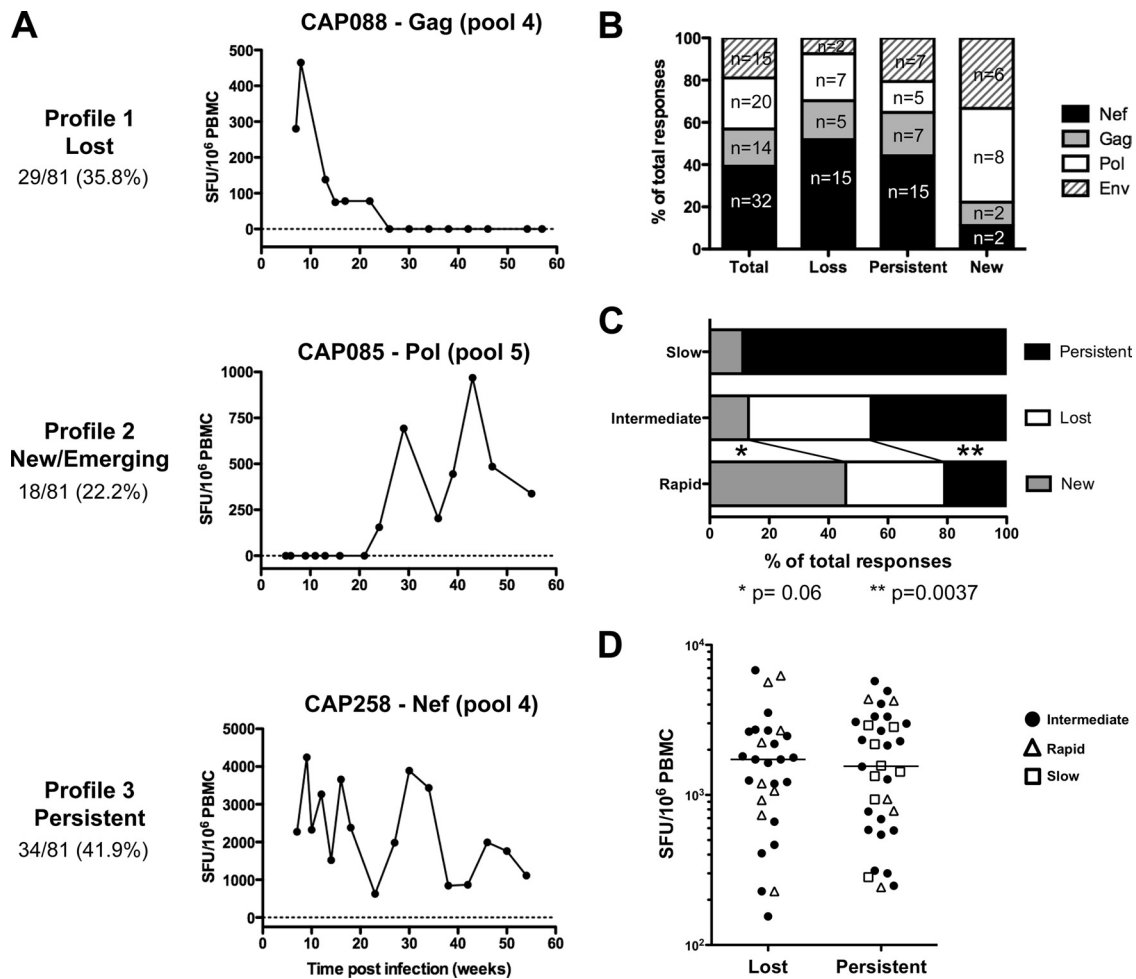 A
CAP088 - Gag (pool 4)
Profile 1
Lost
29/81 (35.8%)
SFU/10⁶ PBMC
500
400
300
200
100
0
0 10 20 30 40 50 60
CAP085 - Pol (pool 5)
Profile 2
New/Emerging
18/81 (22.2%)
SFU/10⁶ PBMC
1000
750
500
250
0
0 10 20 30 40 50 60
CAP258 - Nef (pool 4)
Profile 3
Persistent
34/81 (41.9%)
SFU/10⁶ PBMC
5000
4000
3000
2000
1000
0
0 10 20 30 40 50 60
Time post infection (weeks)
B
% of total responses
100
80
60
40
20
0
n=15
n=20
n=14
n=32
n=2
n=7
n=5
n=15
n=7
n=5
n=7
n=15
n=6
n=8
n=2
n=2
Total Loss Persistent New
Nef
Gag
Pol
Env
C
Slow
Intermediate
Rapid
* **
0 20 40 60 80 100
% of total responses
* p= 0.06 ** p=0.0037
Persistent
Lost
New
D
SFU/10⁶ PBMC
10⁴
10³
10²
Lost Persistent
Intermediate
Rapid
Slow